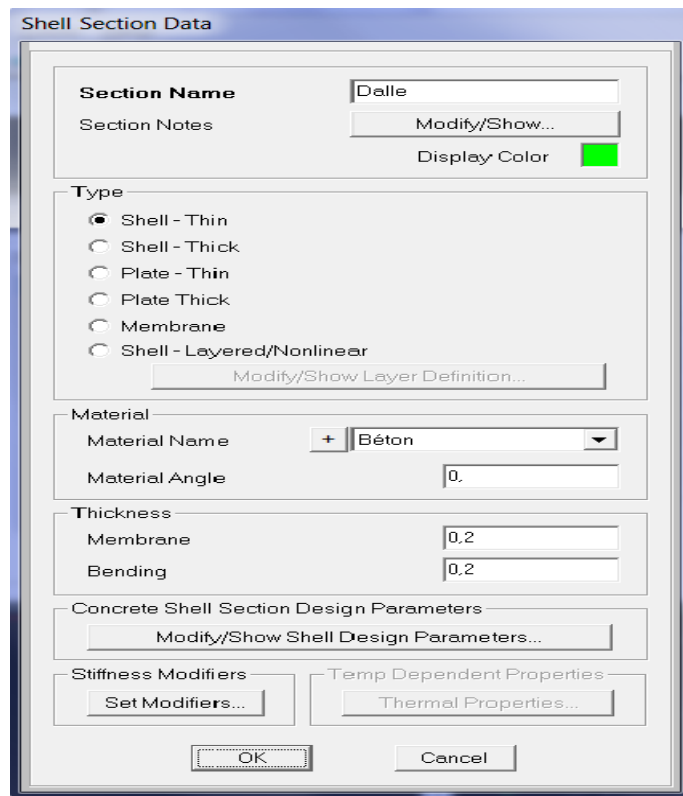 Shell Section Data
Section Name Dalle
Section Notes Modify/Show...
Display Color
Type
Shell - Thin
Shell - Thick
Plate - Thin
Plate Thick
Membrane
Shell - Layered/Nonlinear
Modify/Show Layer Definition...
Material
Material Name + Béton
Material Angle 0,
Thickness
Membrane 0,2
Bending 0,2
Concrete Shell Section Design Parameters
Modify/Show Shell Design Parameters...
Stiffness Modifiers Temp Dependent Properties
Set Modifiers... Thermal Properties...
OK Cancel